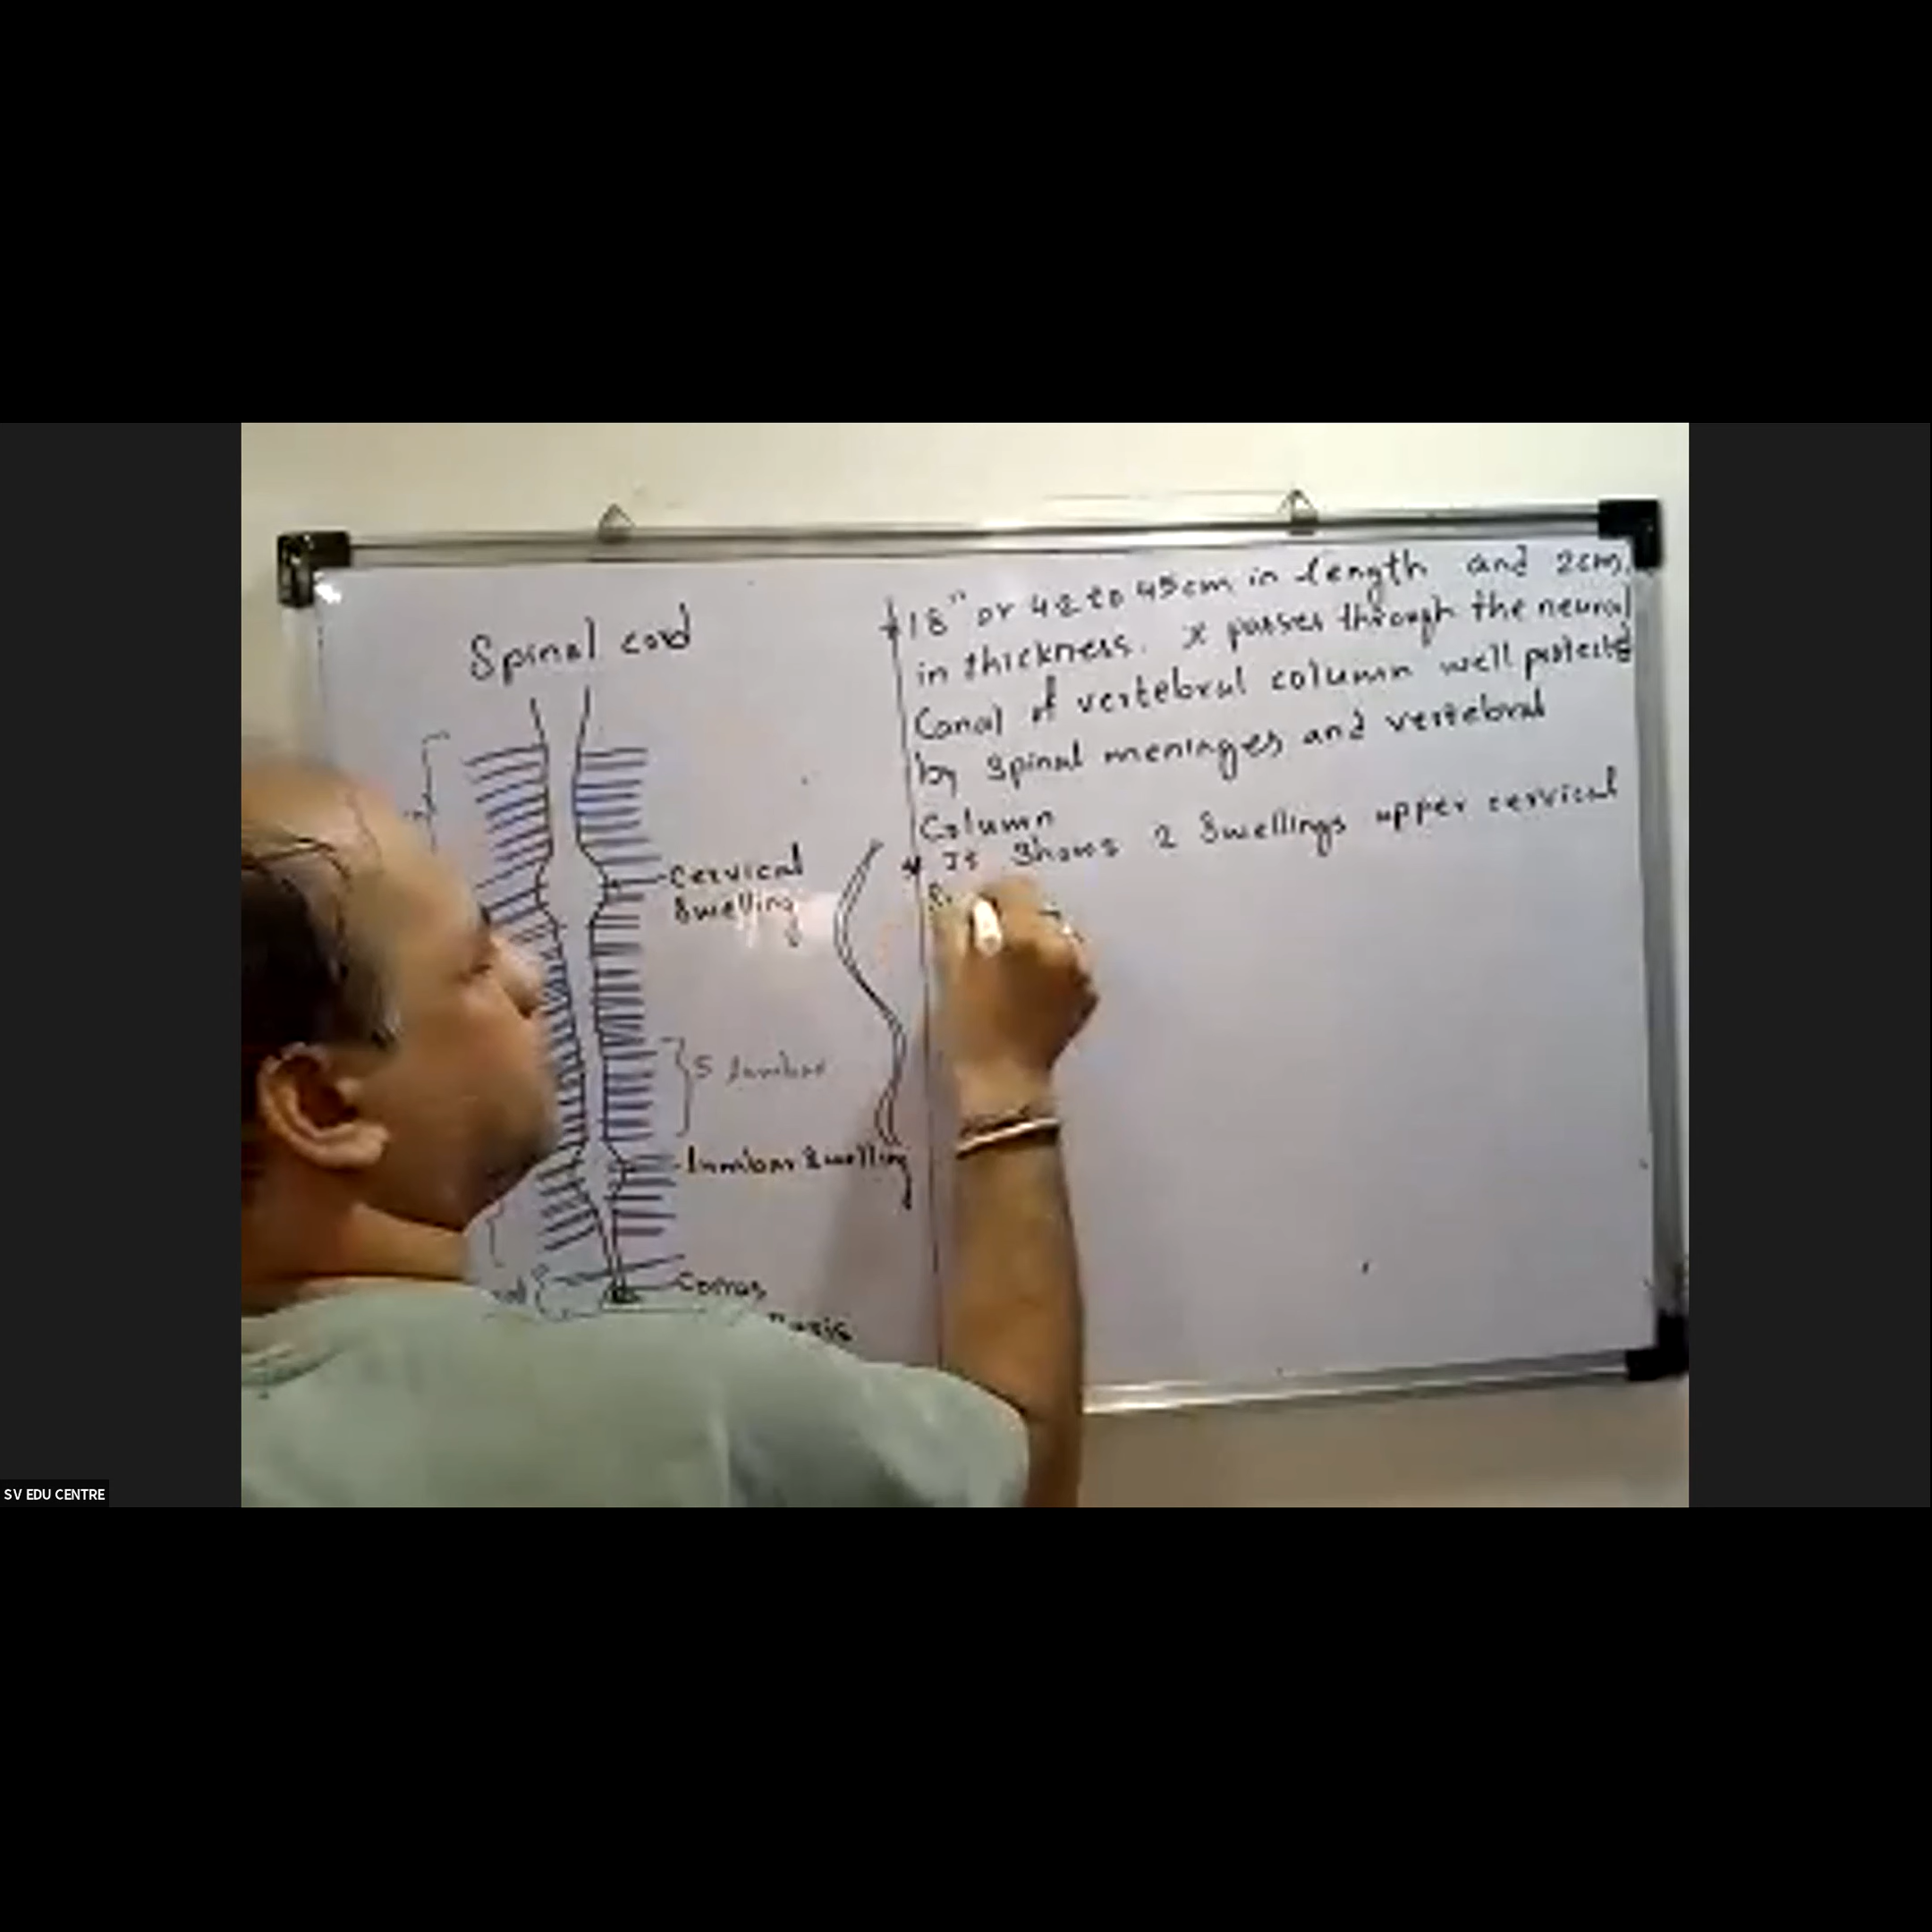 Spinal cord
Cervical
Swelling
5 lumbar
lumbar Swelling
Conus
18" or 42 to 45cm in length and 2cm
in thickness. x passes through the neural
Canal of vertebral column well protected
by spinal meninges and vertebral
Column
* It shows 2 Swellings upper cervical
SV EDU CENTRE